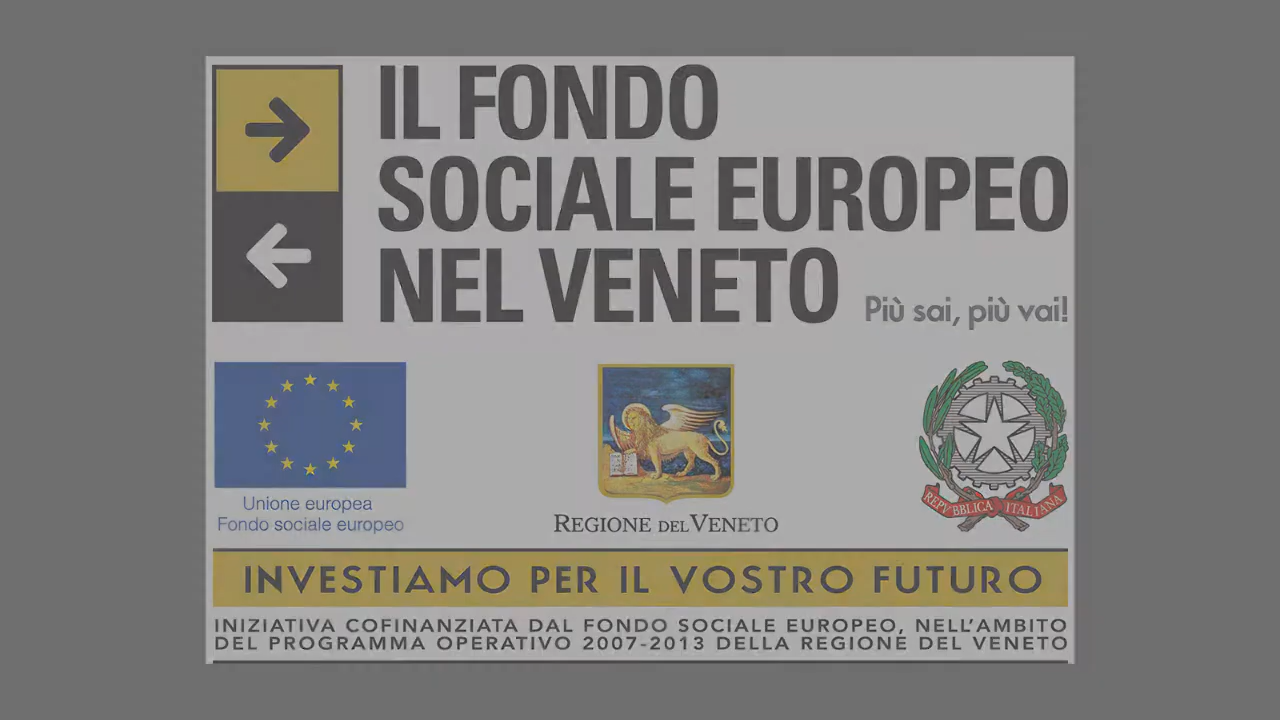 IL FONDO
SOCIALE EUROPEO
NEL VENETO
Più sai, più vai!
Unione europea
Fondo sociale europeo
REGIONE DEL VENETO
REPVBBLICA ITALIANA
INVESTIAMO PER IL VOSTRO FUTURO
INIZIATIVA COFINANZIATA DAL FONDO SOCIALE EUROPEO, NELL'AMBITO
DEL PROGRAMMA OPERATIVO 2007-2013 DELLA REGIONE DEL VENETO